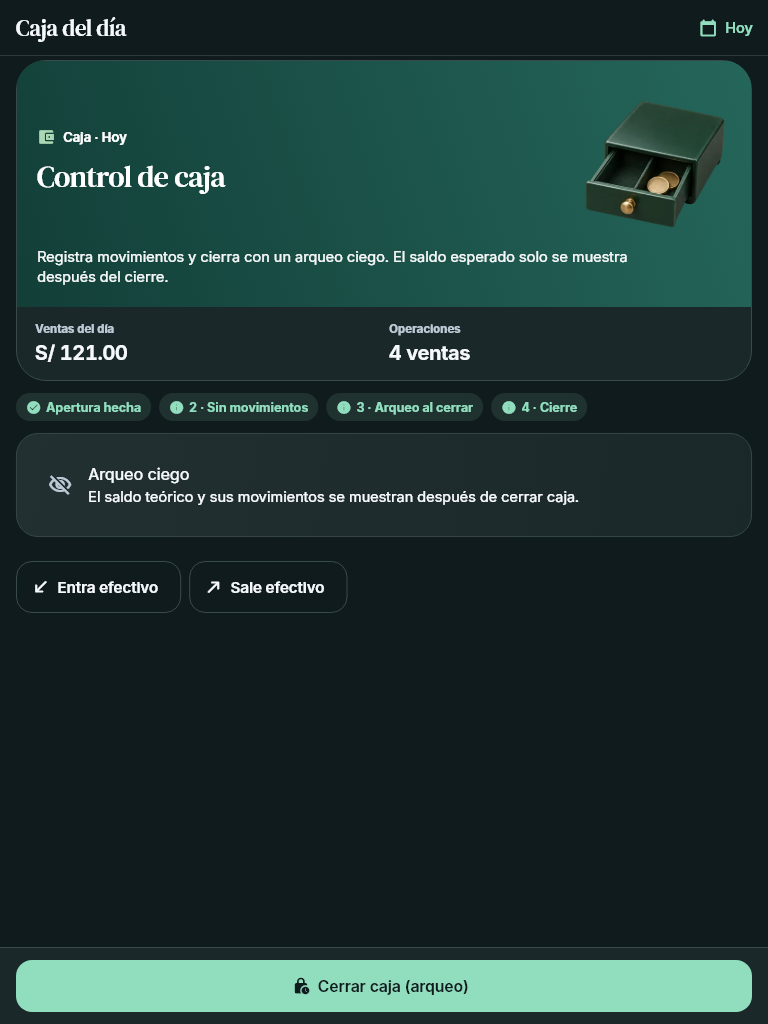 Caja del día
Hoy
Caja · Hoy
Control de caja
Registra movimientos y cierra con un arqueo ciego. El saldo esperado solo se muestra
después del cierre.
Ventas del día
Operaciones
S/ 121.00
4 ventas
Apertura hecha
2 · Sin movimientos
3 · Arqueo al cerrar
4 · Cierre
Arqueo ciego
El saldo teórico y sus movimientos se muestran después de cerrar caja.
Entra efectivo
Sale efectivo
Cerrar caja (arqueo)